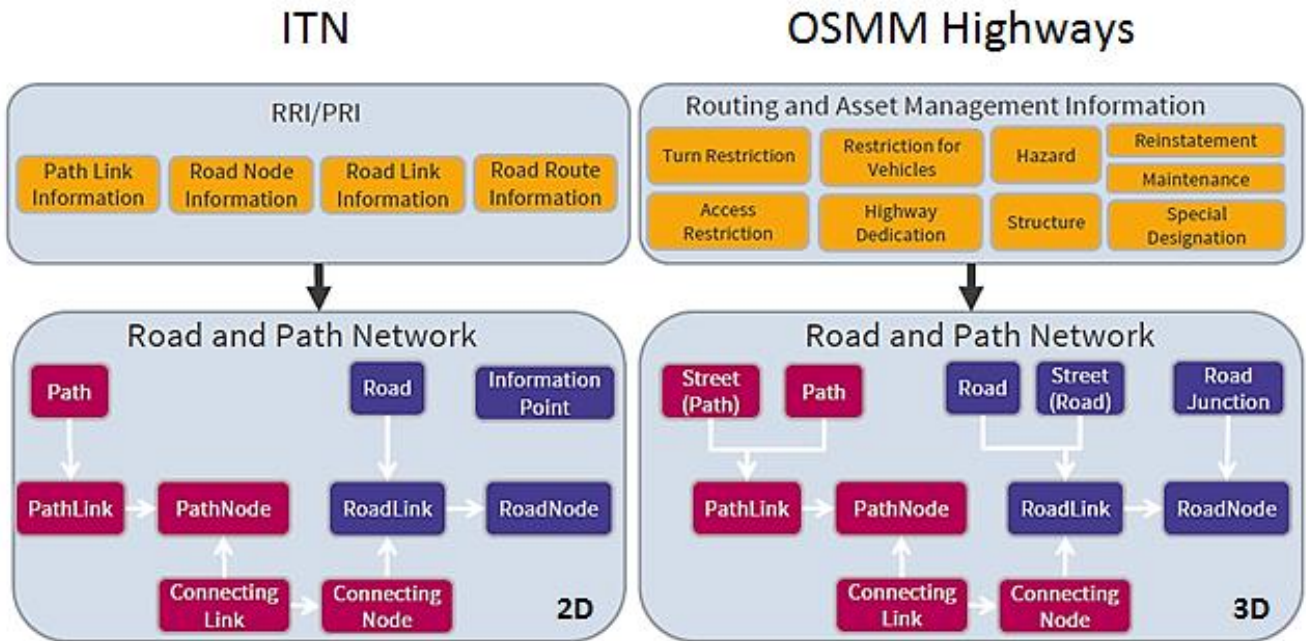 ITN
OSMM Highways
RRI/PRI
Path Link
Information
Road Node
Information
Road Link
Information
Road Route
Information
Routing and Asset Management Information
Turn Restriction
Restriction for
Vehicles
Hazard
Reinstatement
Maintenance
Access
Restriction
Highway
Dedication
Structure
Special
Designation
Road and Path Network
Path
Road
Information
Point
PathLink
PathNode
RoadLink
RoadNode
Connecting
Link
Connecting
Node
2D
Road and Path Network
Street
(Path)
Path
Road
Street
(Road)
Road
Junction
PathLink
PathNode
RoadLink
RoadNode
Connecting
Link
Connecting
Node
3D